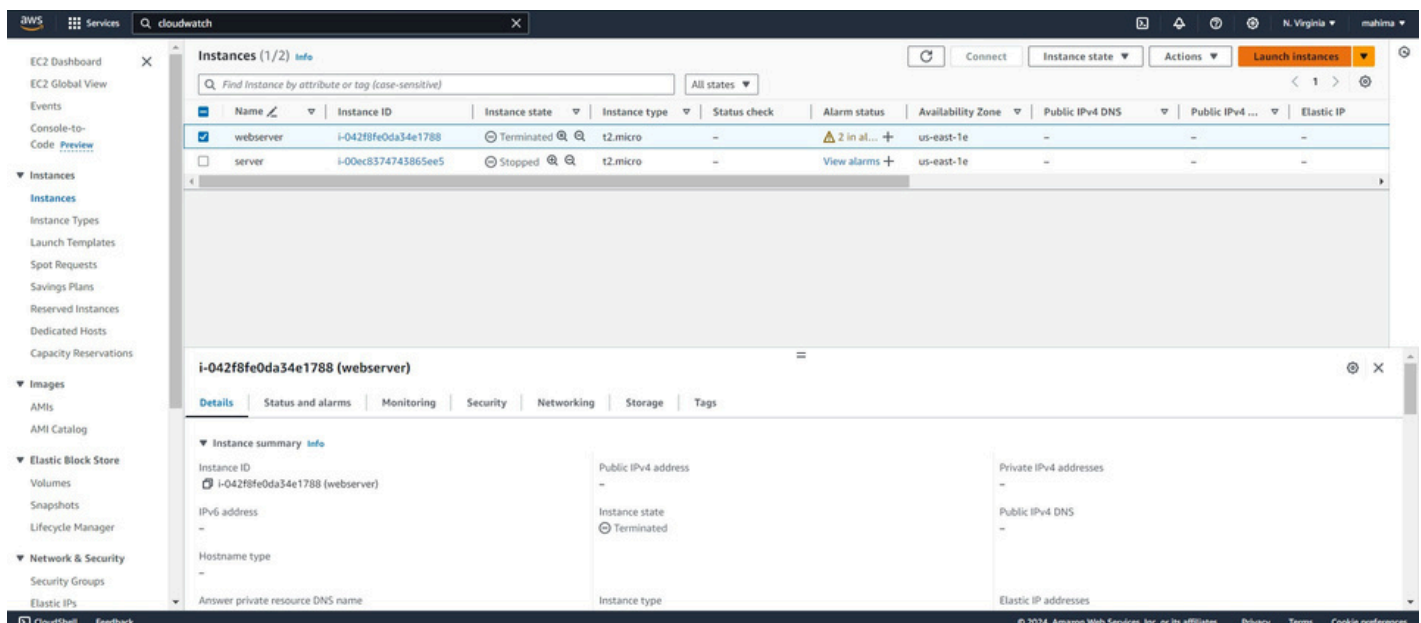 aws Services cloudwatch N. Virginia mahima
EC2 Dashboard
EC2 Global View
Events
Console-to-
Code Preview
Instances
Instances
Instance Types
Launch Templates
Spot Requests
Savings Plans
Reserved Instances
Dedicated Hosts
Capacity Reservations
Images
AMIs
AMI Catalog
Elastic Block Store
Volumes
Snapshots
Lifecycle Manager
Network & Security
Security Groups
Elastic IPs
Instances (1/2) Info Connect Instance state Actions Launch instances
Find Instance by attribute or tag (case-sensitive) All states 1
Name Instance ID Instance state Instance type Status check Alarm status Availability Zone Public IPv4 DNS Public IPv4 ... Elastic IP
webserver i-042f8fe0da34e1788 Terminated t2.micro – 2 in al... + us-east-1e – – –
server i-00ec8374743865ee5 Stopped t2.micro – View alarms + us-east-1e – – –
i-042f8fe0da34e1788 (webserver)
Details Status and alarms Monitoring Security Networking Storage Tags
Instance summary Info
Instance ID Public IPv4 address Private IPv4 addresses
i-042f8fe0da34e1788 (webserver) – –
IPv6 address Instance state Public IPv4 DNS
– Terminated –
Hostname type
–
Answer private resource DNS name Instance type Elastic IP addresses
CloudShell Feedback © 2024, Amazon Web Services, Inc. or its affiliates. Privacy Terms Cookie preferences